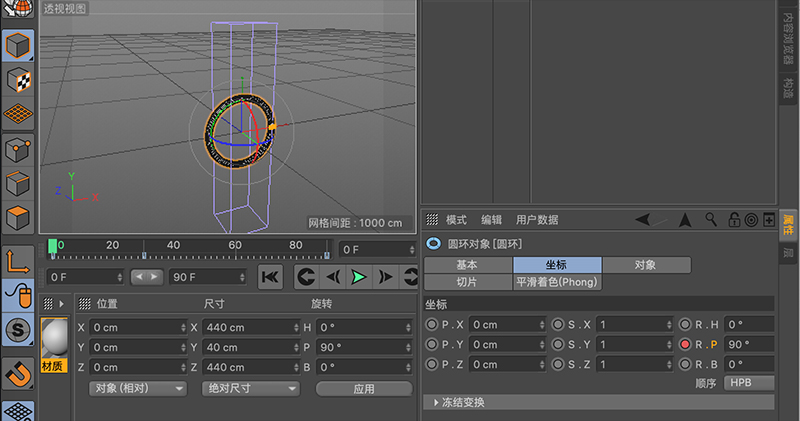 透视视图
内容浏览器
构造
Y
Z
X
网格间距 : 1000 cm
模式 编辑 用户数据
属性
层
圆环对象 [圆环]
0 30 60 90 0 F
基本 坐标 对象
0 F 90 F
切片 平滑着色(Phong)
位置 尺寸 旋转
坐标
X 0 cm X 440 cm H 0 °
Y 0 cm Y 40 cm P 90 °
Z 0 cm Z 440 cm B 0 °
P . X 0 cm S . X 1 R . H 0 °
P . Y 0 cm S . Y 1 R . P 90 °
P . Z 0 cm S . Z 1 R . B 0 °
材质
对象 (相对) 绝对尺寸 应用
顺序 HPB
冻结变换